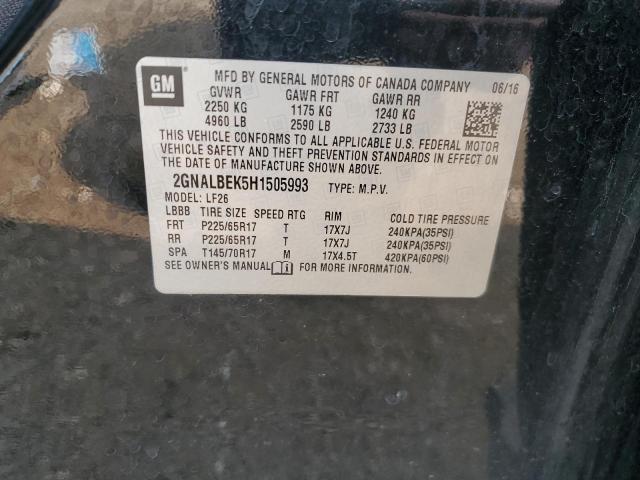 GM
MFD BY GENERAL MOTORS OF CANADA COMPANY 06/16
GVWR GAWR FRT GAWR RR
2250 KG 1175 KG 1240 KG
4960 LB 2590 LB 2733 LB
THIS VEHICLE CONFORMS TO ALL APPLICABLE U.S. FEDERAL MOTOR
VEHICLE SAFETY AND THEFT PREVENTION STANDARDS IN EFFECT ON
THE DATE OF MANUFACTURE SHOWN ABOVE.
2GNALBEK5H1505993 TYPE: M.P.V.
MODEL: LF26
LBBB TIRE SIZE SPEED RTG RIM COLD TIRE PRESSURE
FRT P225/65R17 T 17X7J 240KPA(35PSI)
RR P225/65R17 T 17X7J 240KPA(35PSI)
SPA T145/70R17 M 17X4.5T 420KPA(60PSI)
SEE OWNER'S MANUAL FOR MORE INFORMATION.